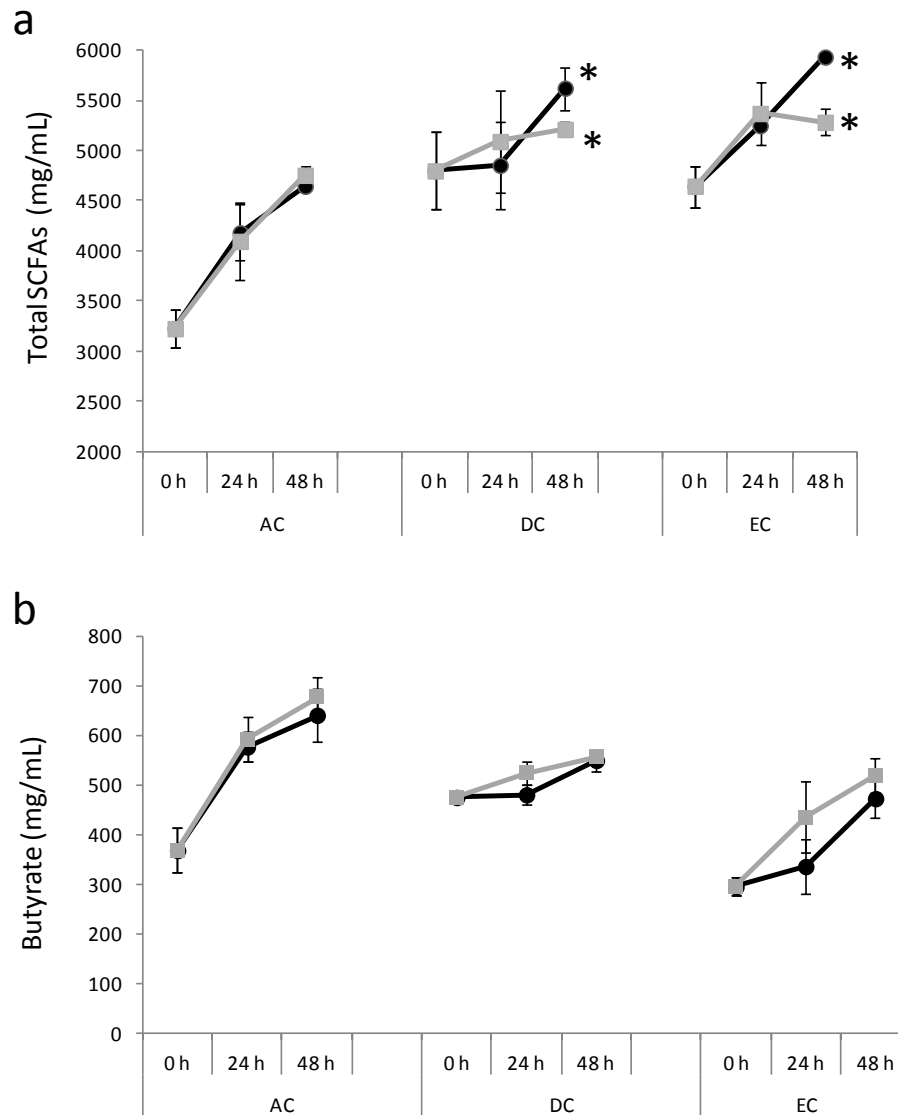 a
Total SCFAs (mg/mL)
6000
5500
5000
4500
4000
3500
3000
2500
2000
* * * *
0 h 24 h 48 h 0 h 24 h 48 h 0 h 24 h 48 h
AC DC EC
b
Butyrate (mg/mL)
800
700
600
500
400
300
200
100
0
0 h 24 h 48 h 0 h 24 h 48 h 0 h 24 h 48 h
AC DC EC